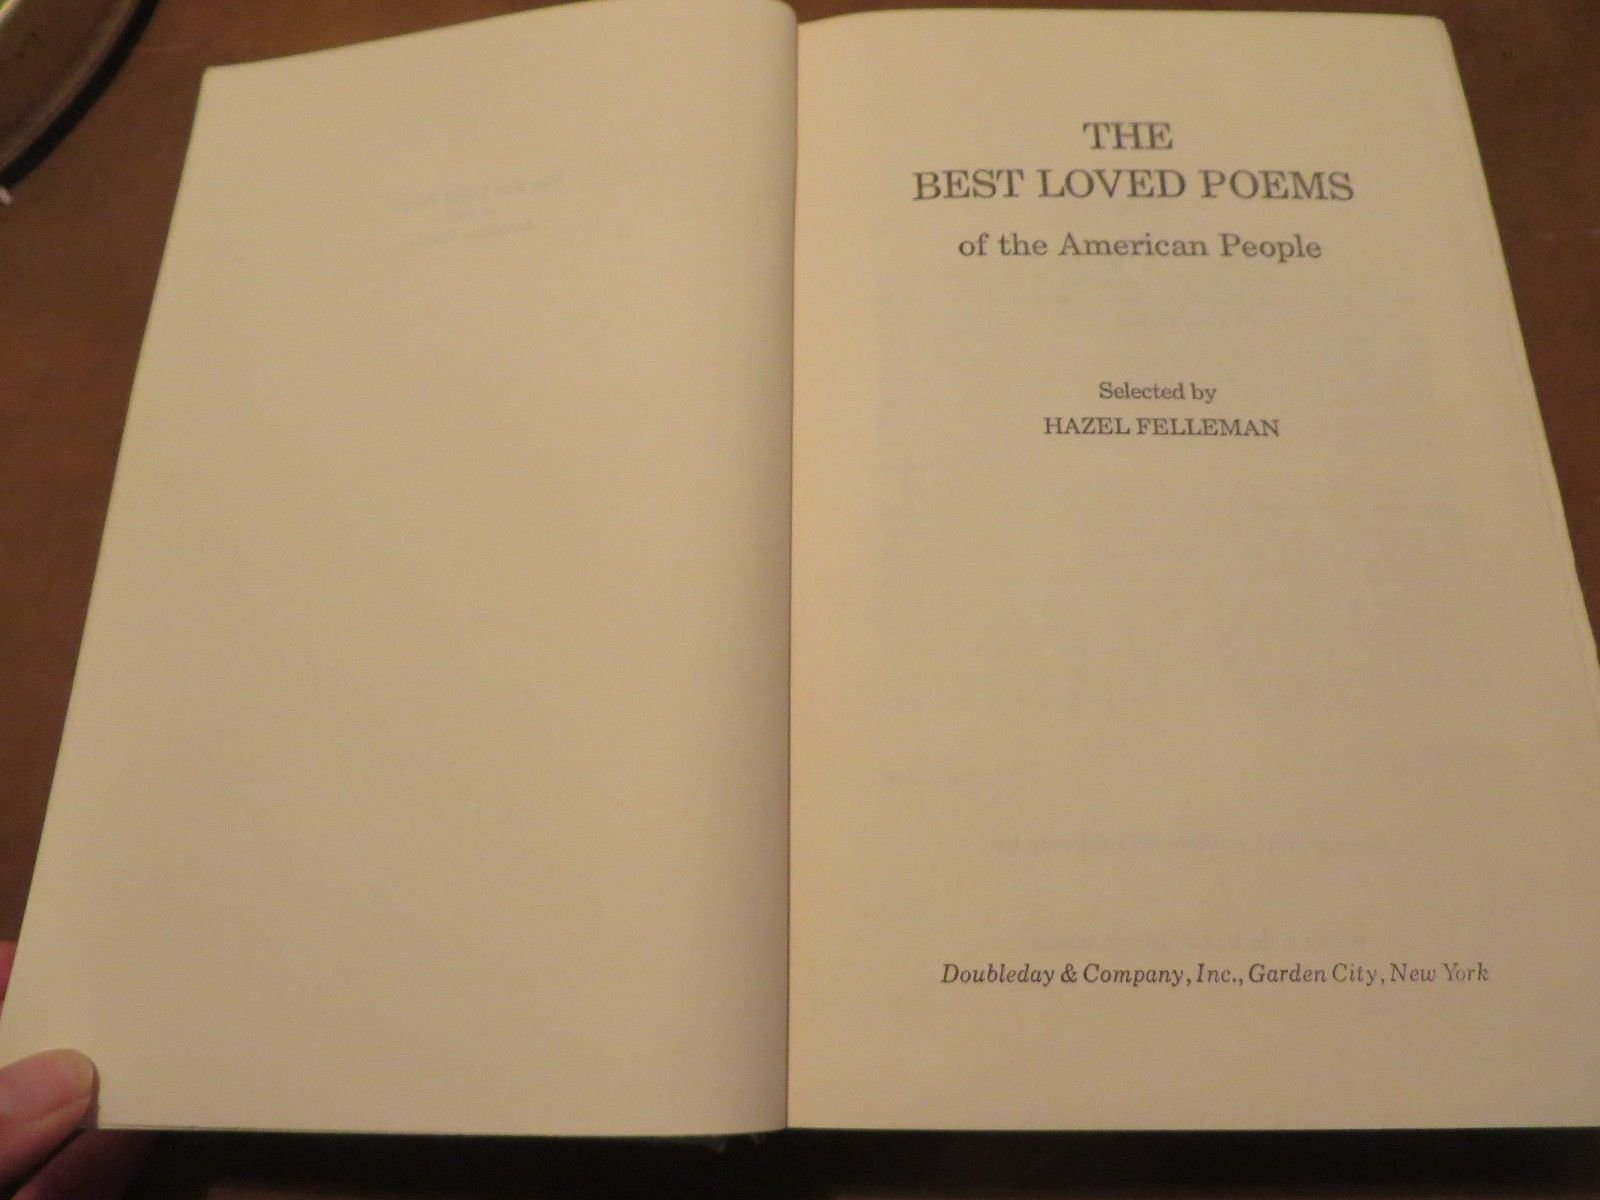 THE
BEST LOVED POEMS
of the American People
Selected by
HAZEL FELLEMAN
Doubleday & Company, Inc., Garden City, New York